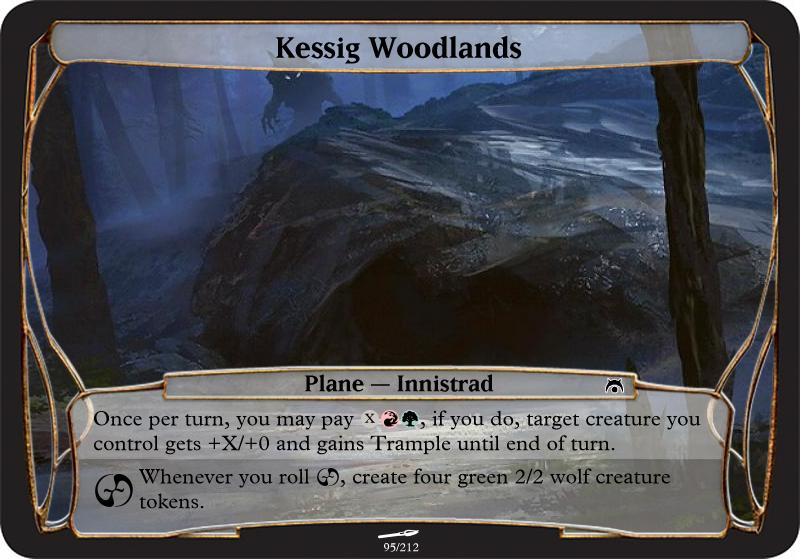 Kessig Woodlands
Plane — Innistrad
Once per turn, you may pay X, if you do, target creature you
control gets +X/+0 and gains Trample until end of turn.
Whenever you roll , create four green 2/2 wolf creature
tokens.
95/212